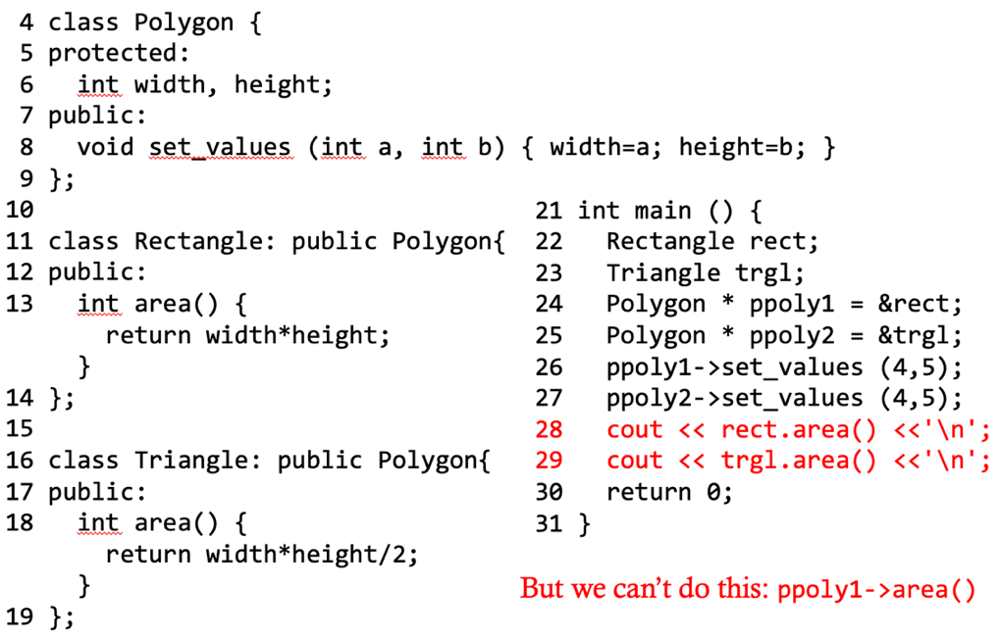 4 class Polygon {
5 protected:
6   int width, height;
7 public:
8   void set_values (int a, int b) { width=a; height=b; }
9 };
10
11 class Rectangle: public Polygon{
12 public:
13   int area() {
       return width*height;
     }
14 };
15
16 class Triangle: public Polygon{
17 public:
18   int area() {
       return width*height/2;
     }
19 };
21 int main () {
22   Rectangle rect;
23   Triangle trgl;
24   Polygon * ppoly1 = &rect;
25   Polygon * ppoly2 = &trgl;
26   ppoly1->set_values (4,5);
27   ppoly2->set_values (4,5);
28   cout << rect.area() <<'\n';
29   cout << trgl.area() <<'\n';
30   return 0;
31 }
But we can't do this: ppoly1->area()